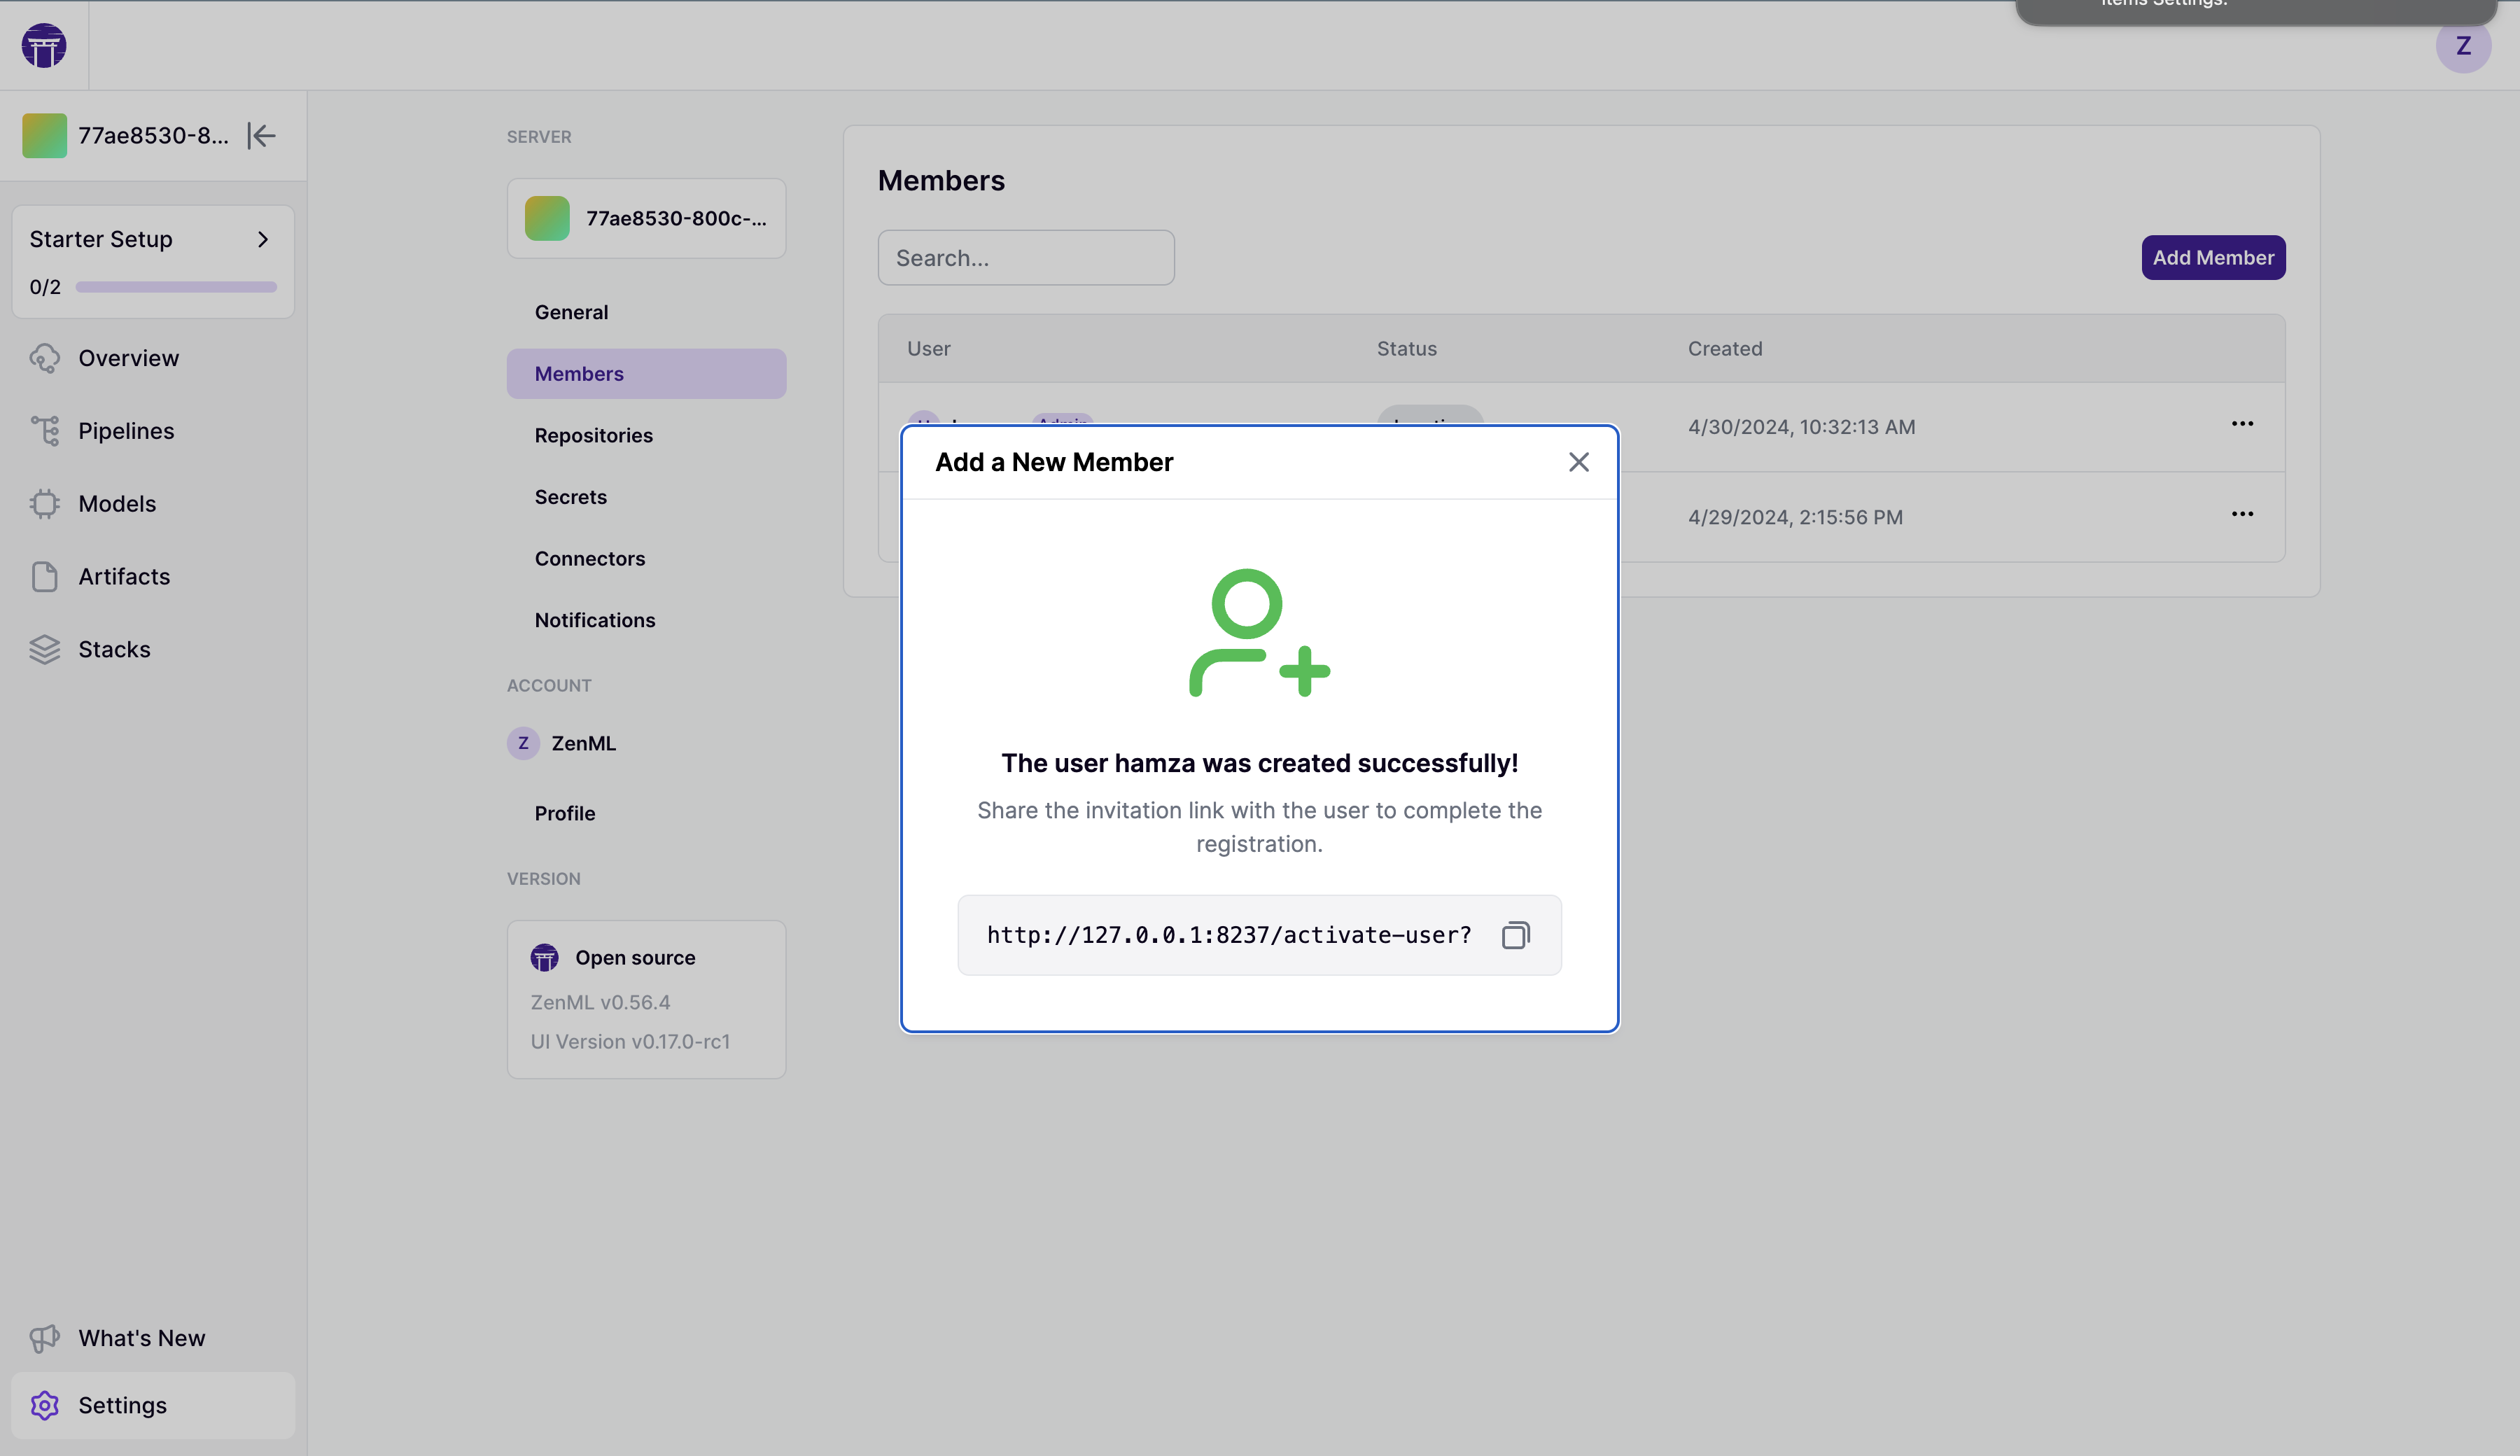 Items Settings.
Z
77ae8530-8...
Starter Setup
0/2
Overview
Pipelines
Models
Artifacts
Stacks
What's New
Settings
SERVER
77ae8530-800c-...
General
Members
Repositories
Secrets
Connectors
Notifications
ACCOUNT
Z ZenML
Profile
VERSION
Open source
ZenML v0.56.4
UI Version v0.17.0-rc1
Members
Search...
Add Member
User Status Created
Admin 4/30/2024, 10:32:13 AM
4/29/2024, 2:15:56 PM
Add a New Member
The user hamza was created successfully!
Share the invitation link with the user to complete the
registration.
http://127.0.0.1:8237/activate-user?